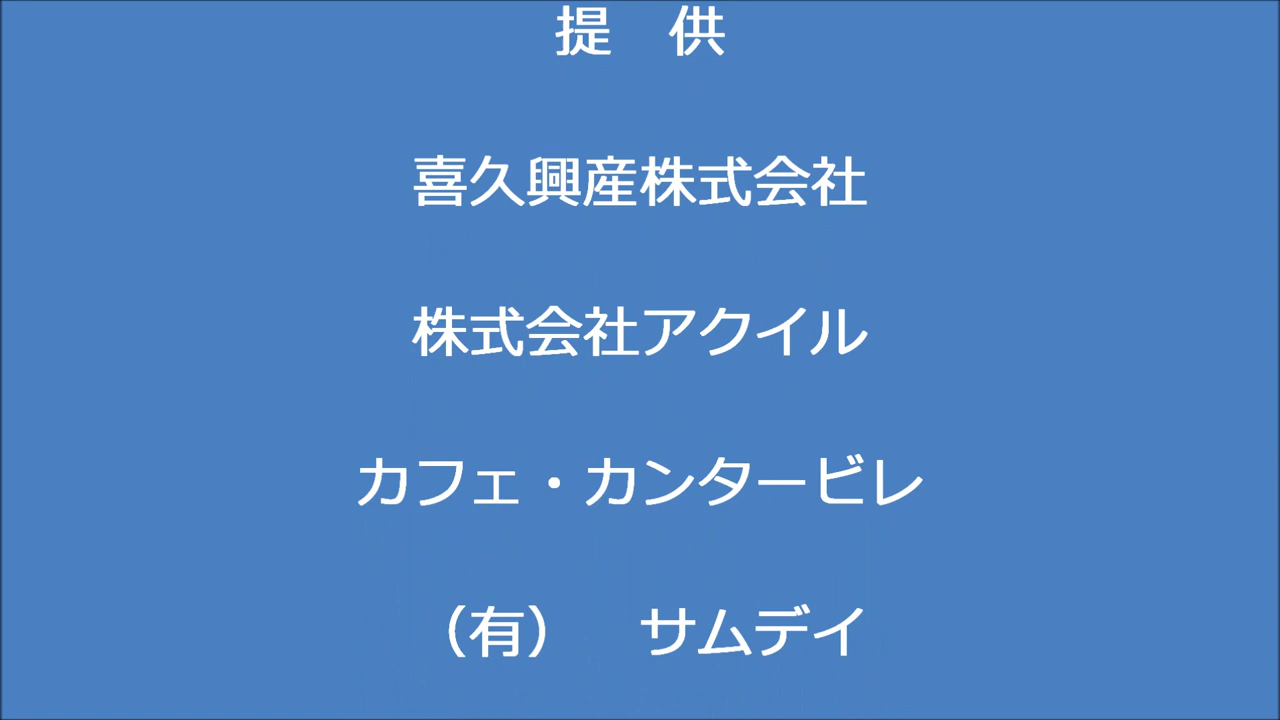 提　供
喜久興産株式会社
株式会社アクイル
カフェ・カンタービレ
（有）　サムデイ